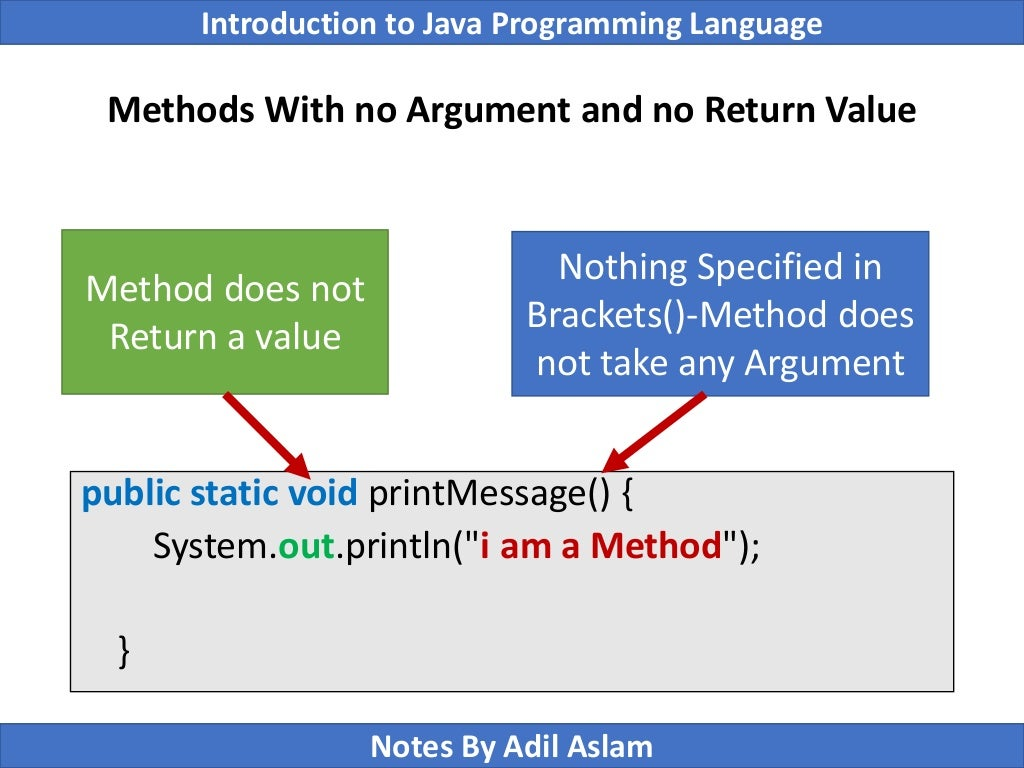 Introduction to Java Programming Language
Methods With no Argument and no Return Value
Method does not
Return a value
Nothing Specified in
Brackets()-Method does
not take any Argument
public static void printMessage() {
System.out.println("i am a Method");
}
Notes By Adil Aslam